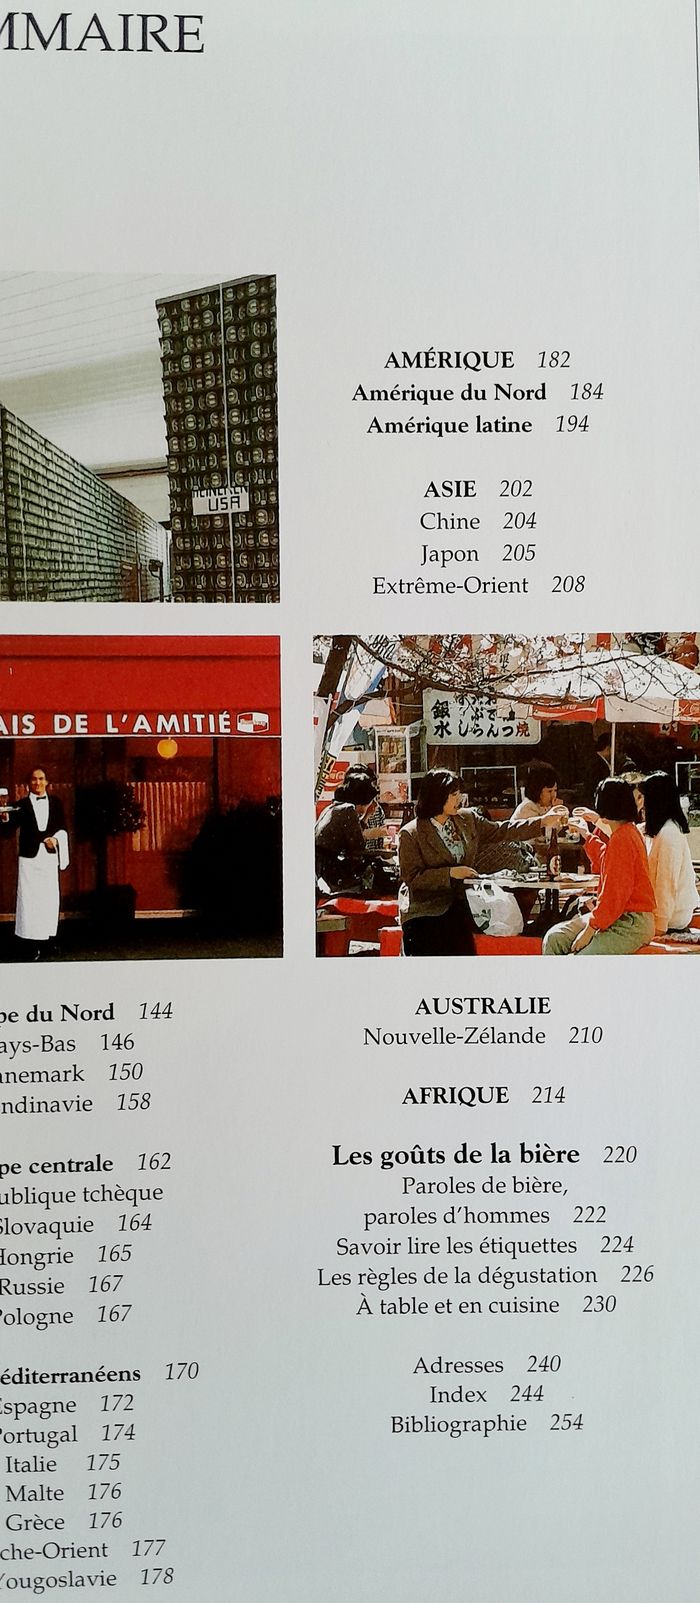 MMAIRE
HEINEKEN
USA
AMÉRIQUE 182
Amérique du Nord 184
Amérique latine 194
ASIE 202
Chine 204
Japon 205
Extrême-Orient 208
AIS DE L'AMITIÉ
銀水
pe du Nord 144
ays-Bas 146
anemark 150
ndinavie 158
pe centrale 162
ublique tchèque
Slovaquie 164
Hongrie 165
Russie 167
Pologne 167
éditerranéens 170
Espagne 172
Portugal 174
Italie 175
Malte 176
Grèce 176
che-Orient 177
Yougoslavie 178
AUSTRALIE
Nouvelle-Zélande 210
AFRIQUE 214
Les goûts de la bière 220
Paroles de bière,
paroles d'hommes 222
Savoir lire les étiquettes 224
Les règles de la dégustation 226
À table et en cuisine 230
Adresses 240
Index 244
Bibliographie 254